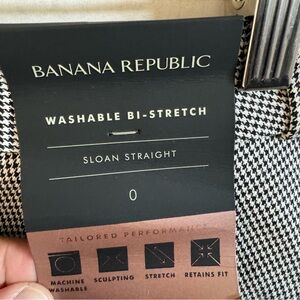 BANANA REPUBLIC
WASHABLE BI-STRETCH
SLOAN STRAIGHT
0
TAILORED PERFORMANCE
MACHINE WASHABLE
SCULPTING
STRETCH
RETAINS FIT